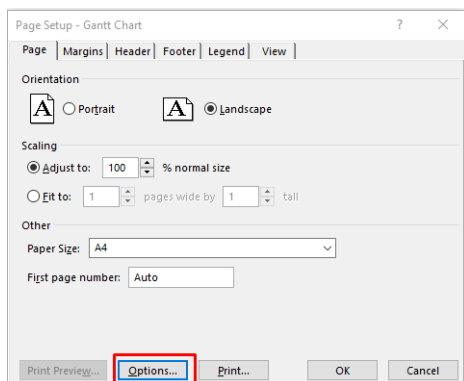 Page Setup - Gantt Chart ? ×
Page Margins Header Footer Legend View
Orientation
A Portrait A Landscape
Scaling
Adjust to: 100 % normal size
Fit to: 1 pages wide by 1 tall
Other
Paper Size: A4
First page number: Auto
Print Preview... Options... Print... OK Cancel